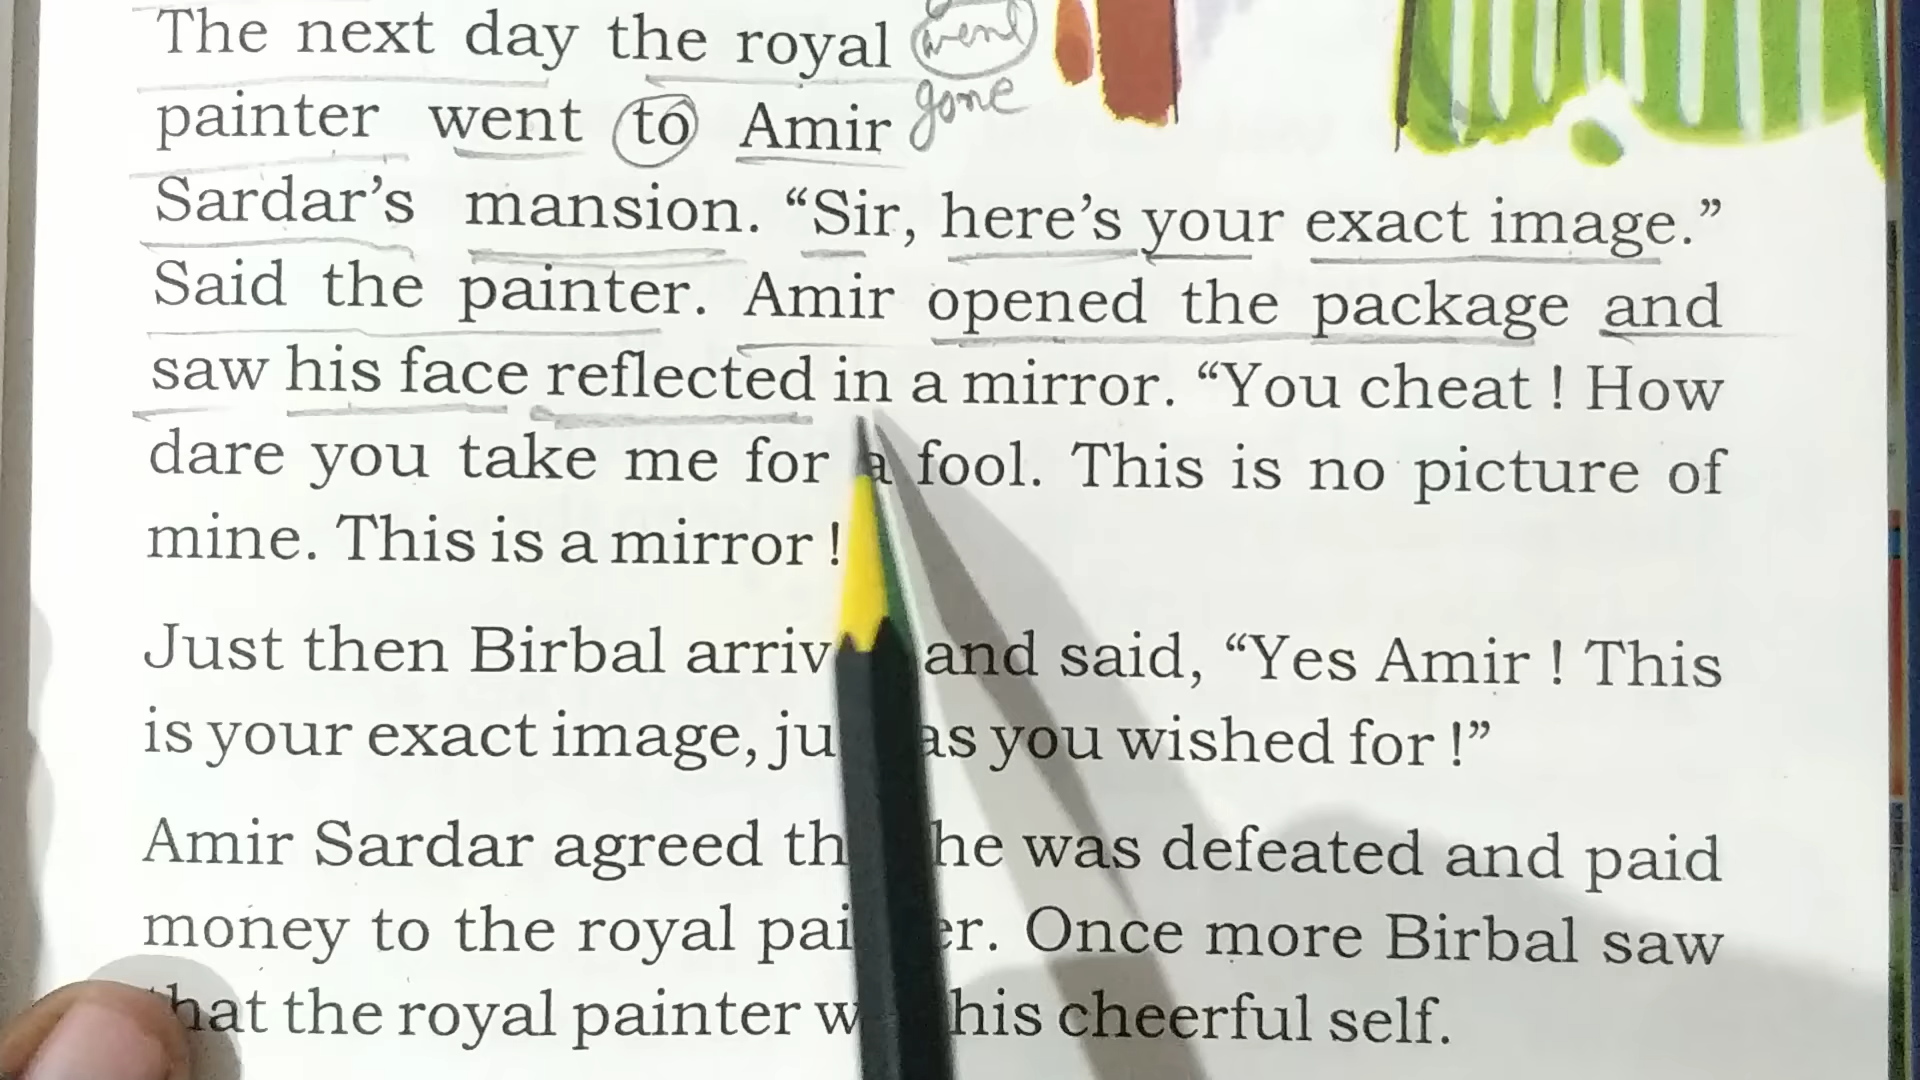 The next day the royal went
painter went to Amir gone
Sardar's mansion. “Sir, here's your exact image.”
Said the painter. Amir opened the package and
saw his face reflected in a mirror. “You cheat ! How
dare you take me for a fool. This is no picture of
mine. This is a mirror !
Just then Birbal arriv and said, “Yes Amir ! This
is your exact image, ju as you wished for !”
Amir Sardar agreed th he was defeated and paid
money to the royal pai er. Once more Birbal saw
that the royal painter w his cheerful self.